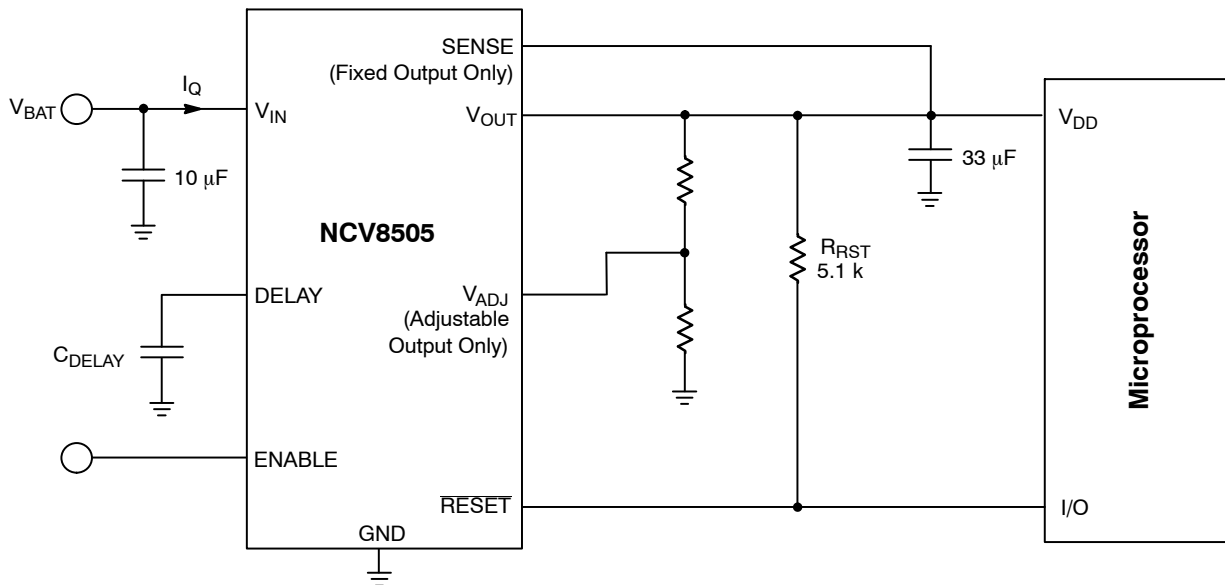 SENSE
(Fixed Output Only)
I_Q
V_BAT
V_IN
V_OUT
V_DD
10 μF
33 μF
NCV8505
R_RST
5.1 k
DELAY
V_ADJ
(Adjustable
Output Only)
C_DELAY
Microprocessor
ENABLE
RESET
I/O
GND